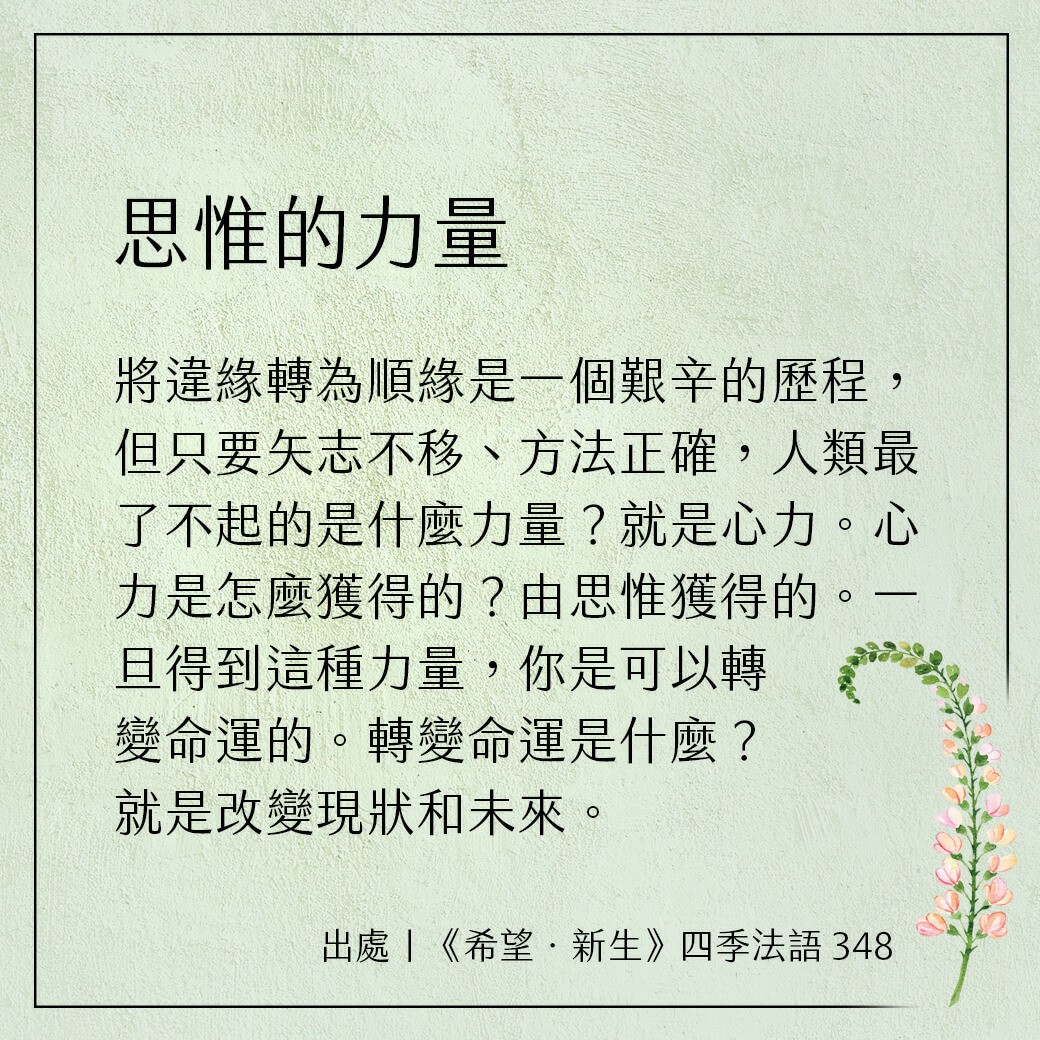 思惟的力量
將違緣轉為順緣是一個艱辛的歷程，
但只要矢志不移、方法正確，人類最
了不起的是什麼力量？就是心力。心
力是怎麼獲得的？由思惟獲得的。一
旦得到這種力量，你是可以轉
變命運的。轉變命運是什麼？
就是改變現狀和未來。
出處丨《希望．新生》四季法語 348